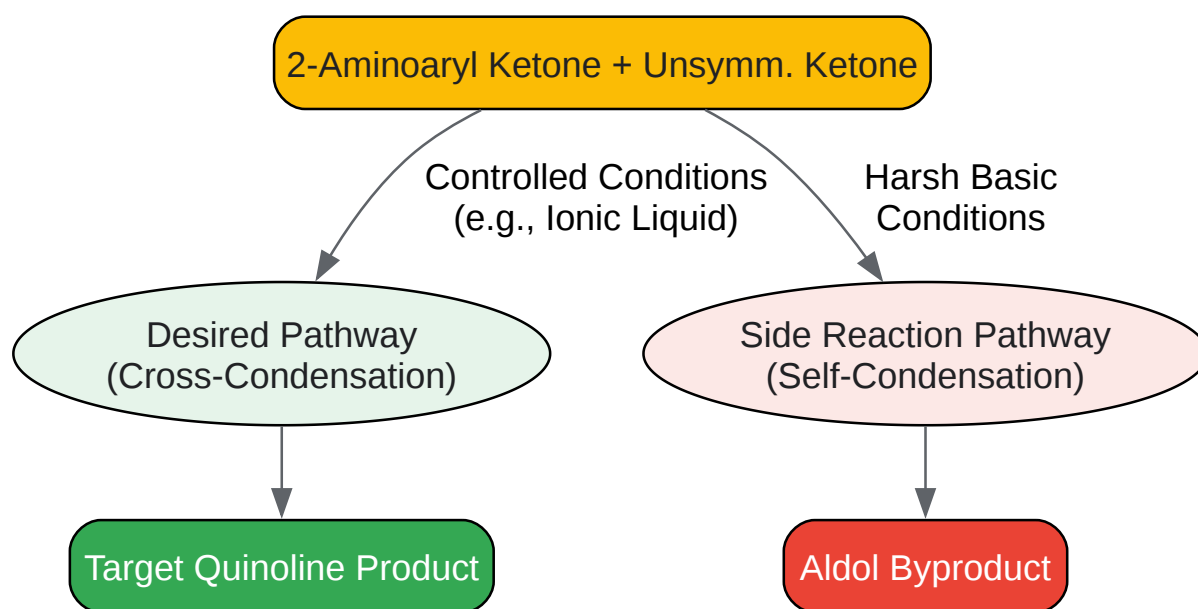 2-Aminoaryl Ketone + Unsymm. Ketone
Controlled Conditions
(e.g., Ionic Liquid)
Harsh Basic
Conditions
Desired Pathway
(Cross-Condensation)
Side Reaction Pathway
(Self-Condensation)
Target Quinoline Product
Aldol Byproduct